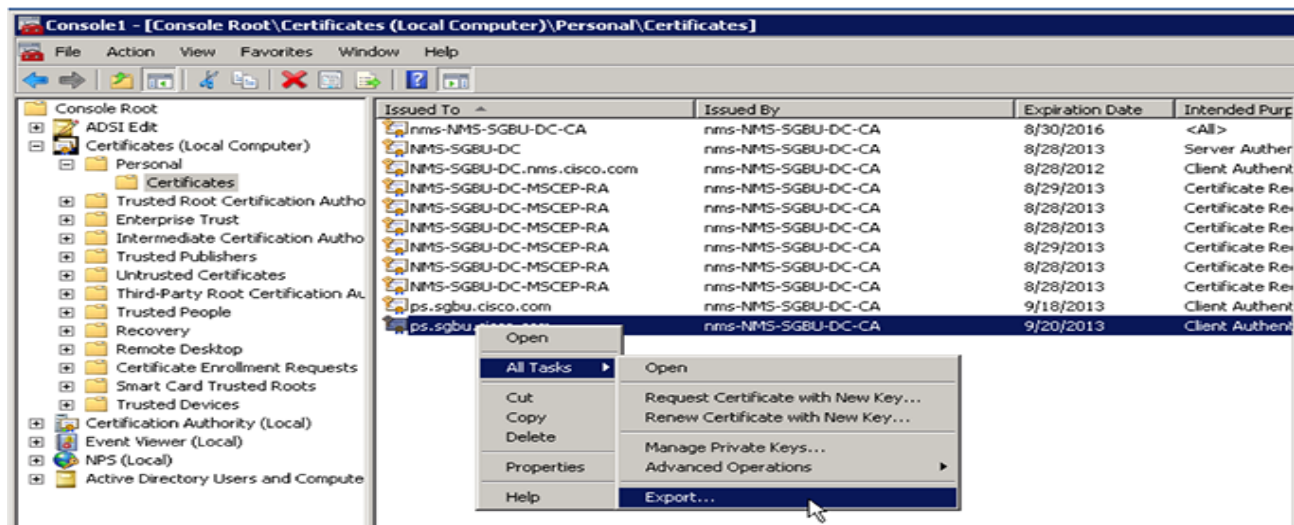 Console1 - [Console Root\Certificates (Local Computer)\Personal\Certificates]
File Action View Favorites Window Help
Console Root
ADSI Edit
Certificates (Local Computer)
Personal
Certificates
Trusted Root Certification Autho
Enterprise Trust
Intermediate Certification Autho
Trusted Publishers
Untrusted Certificates
Third-Party Root Certification Au
Trusted People
Recovery
Remote Desktop
Certificate Enrollment Requests
Smart Card Trusted Roots
Trusted Devices
Certification Authority (Local)
Event Viewer (Local)
NPS (Local)
Active Directory Users and Compute
Issued To Issued By Expiration Date Intended Purp
nms-NMS-SGBU-DC-CA nms-NMS-SGBU-DC-CA 8/30/2016 <All>
NMS-SGBU-DC nms-NMS-SGBU-DC-CA 8/28/2013 Server Auther
NMS-SGBU-DC.nms.cisco.com nms-NMS-SGBU-DC-CA 8/28/2012 Client Authent
NMS-SGBU-DC-MSCEP-RA nms-NMS-SGBU-DC-CA 8/29/2013 Certificate Re
NMS-SGBU-DC-MSCEP-RA nms-NMS-SGBU-DC-CA 8/28/2013 Certificate Re
NMS-SGBU-DC-MSCEP-RA nms-NMS-SGBU-DC-CA 8/28/2013 Certificate Re
NMS-SGBU-DC-MSCEP-RA nms-NMS-SGBU-DC-CA 8/29/2013 Certificate Re
NMS-SGBU-DC-MSCEP-RA nms-NMS-SGBU-DC-CA 8/28/2013 Certificate Re
NMS-SGBU-DC-MSCEP-RA nms-NMS-SGBU-DC-CA 8/28/2013 Certificate Re
ps.sgbu.cisco.com nms-NMS-SGBU-DC-CA 9/18/2013 Client Authent
ps.sgbu.cisco.com nms-NMS-SGBU-DC-CA 9/20/2013 Client Authent
Open
All Tasks
Cut
Copy
Delete
Properties
Help
Open
Request Certificate with New Key...
Renew Certificate with New Key...
Manage Private Keys...
Advanced Operations
Export...